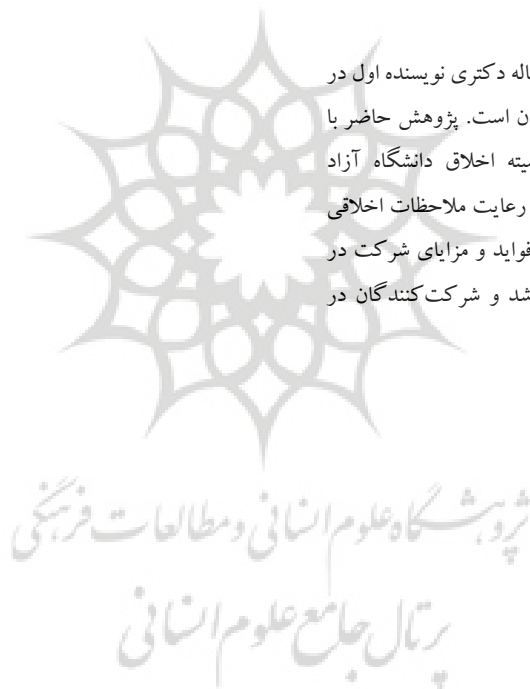 اله دکتری نویسنده اول در
ان است. پژوهش حاضر با
یته اخلاق دانشگاه آزاد
رعایت ملاحظات اخلاقی
فواید و مزایای شرکت در
شد و شرکت‌کنندگان در
پژوهشگاه علوم انسانی و مطالعات فرهنگی
پرتال جامع علوم انسانی